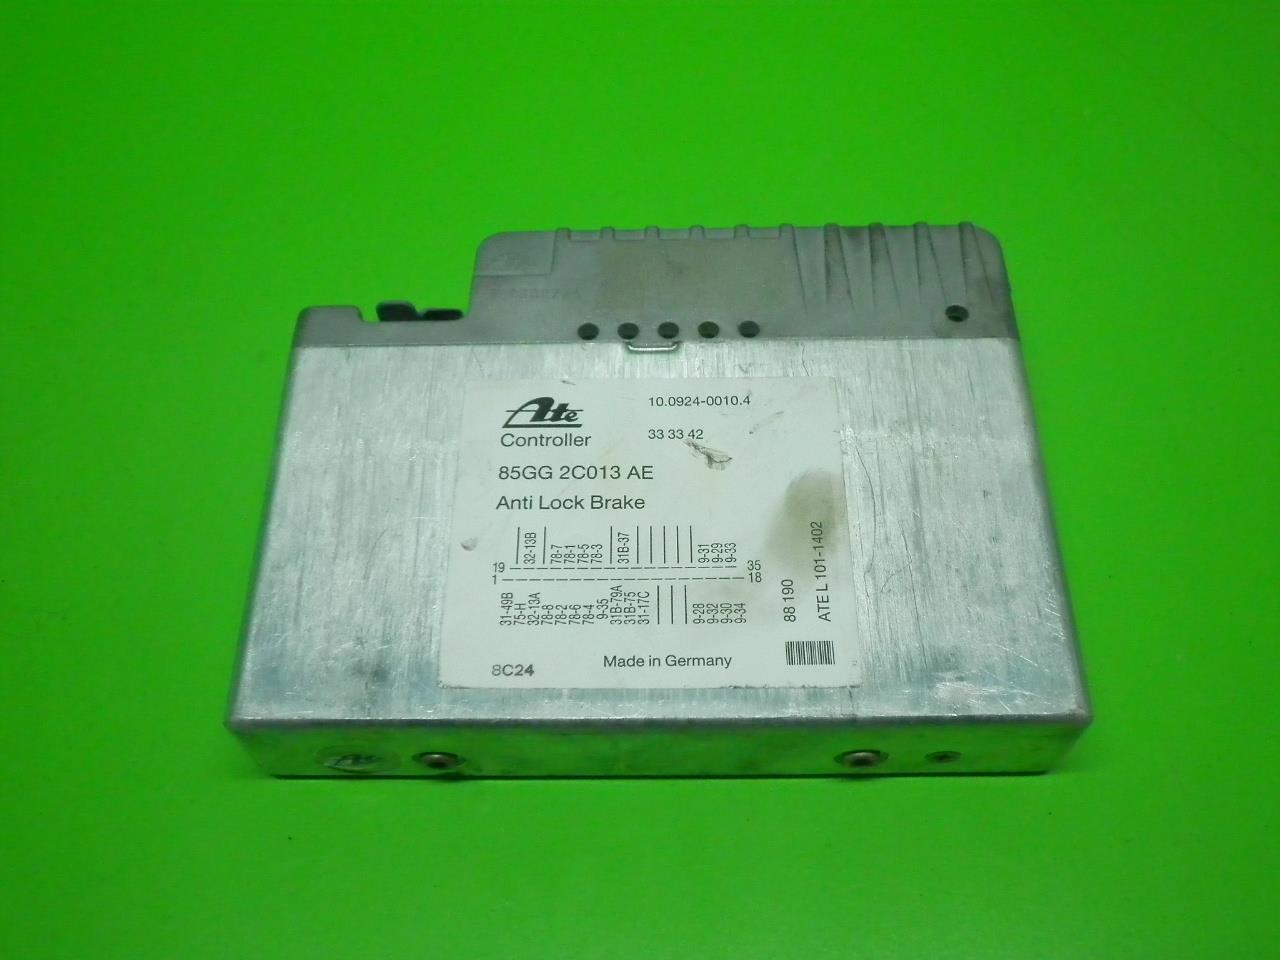 Ate
10.0924-0010.4
Controller
33 33 42
85GG 2C013 AE
Anti Lock Brake
32-13B
78-7
78-1
78-5
78-3
31B-37
9-31
9-29
9-33
19
35
1
18
31-49B
75-H
32-13A
78-8
78-2
78-6
78-4
9-35
31B-79A
31B-75
31-17C
9-28
9-32
9-30
9-34
88 190
ATE L 101-1402
8C24
Made in Germany
Ate